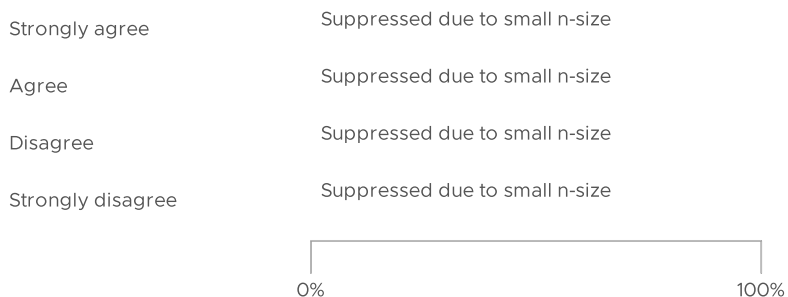 Strongly agree Suppressed due to small n-size
Agree Suppressed due to small n-size
Disagree Suppressed due to small n-size
Strongly disagree Suppressed due to small n-size
0% 100%